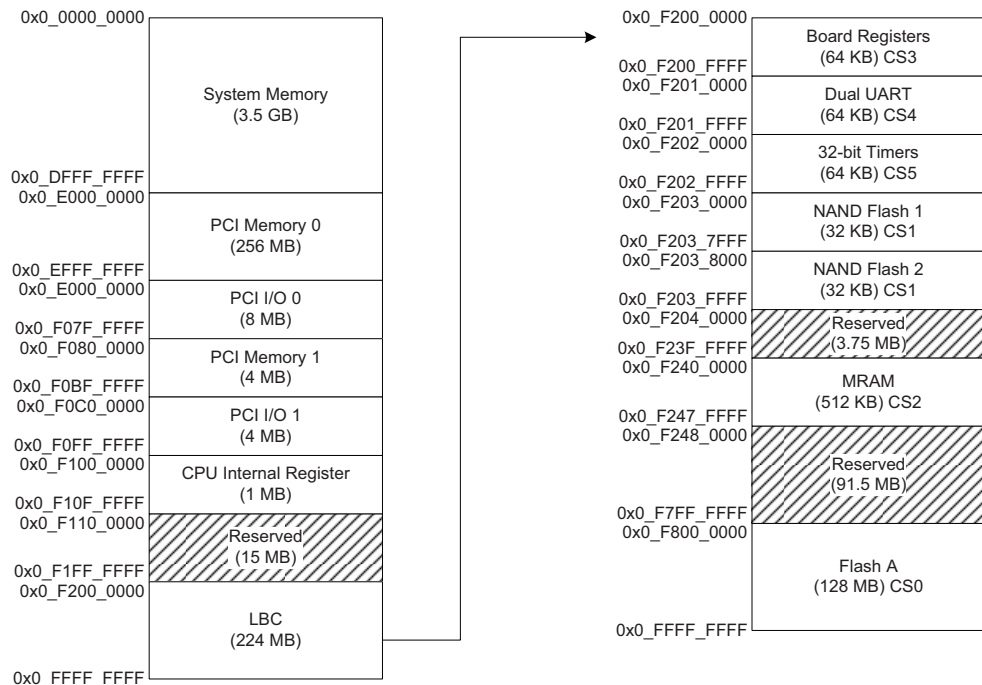 0x0_0000_0000
System Memory
(3.5 GB)
0x0_DFFF_FFFF
0x0_E000_0000
PCI Memory 0
(256 MB)
0x0_EFFF_FFFF
0x0_E000_0000
PCI I/O 0
(8 MB)
0x0_F07F_FFFF
0x0_F080_0000
PCI Memory 1
(4 MB)
0x0_F0BF_FFFF
0x0_F0C0_0000
PCI I/O 1
(4 MB)
0x0_F0FF_FFFF
0x0_F100_0000
CPU Internal Register
(1 MB)
0x0_F10F_FFFF
0x0_F110_0000
Reserved
(15 MB)
0x0_F1FF_FFFF
0x0_F200_0000
LBC
(224 MB)
0x0_FFFF_FFFF
0x0_F200_0000
Board Registers
(64 KB) CS3
0x0_F200_FFFF
0x0_F201_0000
Dual UART
(64 KB) CS4
0x0_F201_FFFF
0x0_F202_0000
32-bit Timers
(64 KB) CS5
0x0_F202_FFFF
0x0_F203_0000
NAND Flash 1
(32 KB) CS1
0x0_F203_7FFF
0x0_F203_8000
NAND Flash 2
(32 KB) CS1
0x0_F203_FFFF
0x0_F204_0000
Reserved
(3.75 MB)
0x0_F23F_FFFF
0x0_F240_0000
MRAM
(512 KB) CS2
0x0_F247_FFFF
0x0_F248_0000
Reserved
(91.5 MB)
0x0_F7FF_FFFF
0x0_F800_0000
Flash A
(128 MB) CS0
0x0_FFFF_FFFF